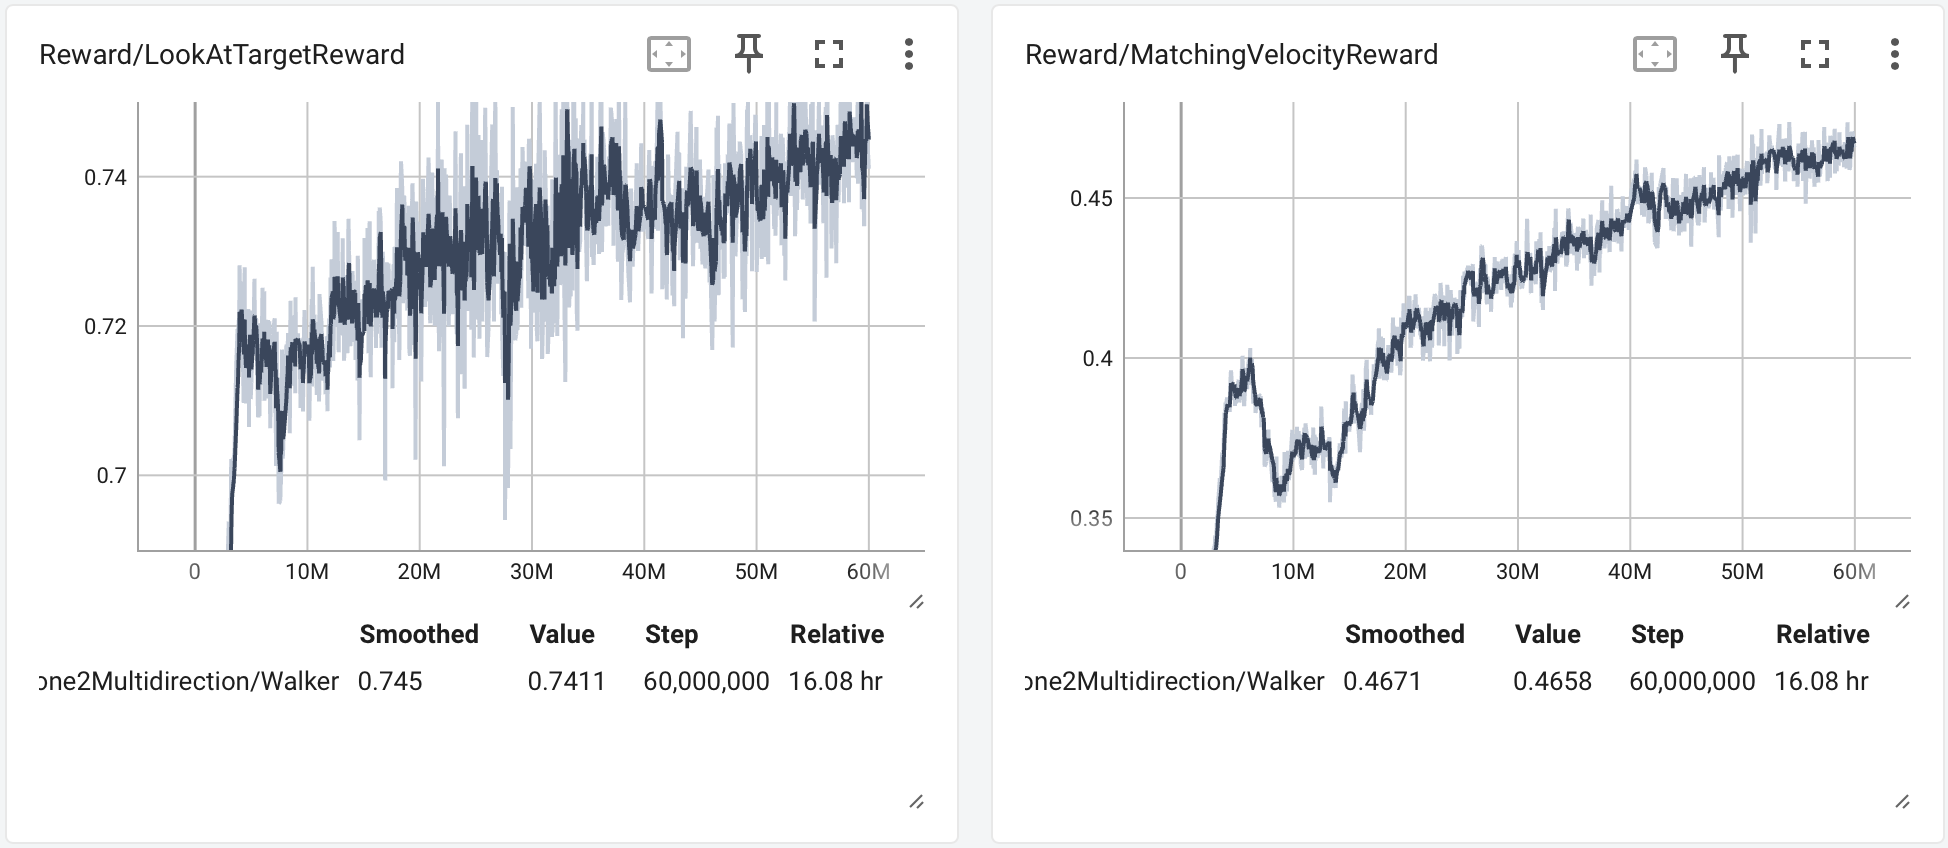 Reward/LookAtTargetReward
0.74
0.72
0.7
0 10M 20M 30M 40M 50M 60M
Smoothed Value Step Relative
one2Multidirection/Walker 0.745 0.7411 60,000,000 16.08 hr
Reward/MatchingVelocityReward
0.45
0.4
0.35
0 10M 20M 30M 40M 50M 60M
Smoothed Value Step Relative
one2Multidirection/Walker 0.4671 0.4658 60,000,000 16.08 hr